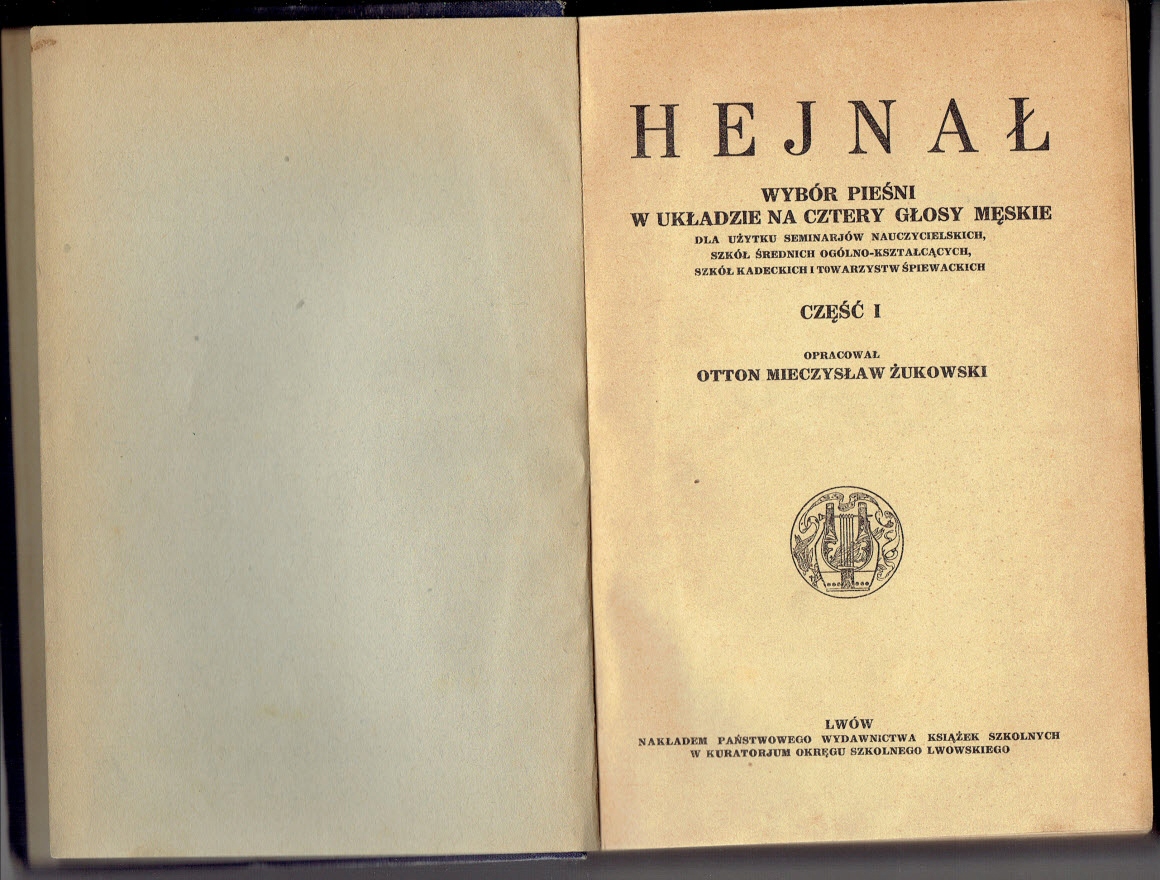 HEJNAŁ
WYBÓR PIEŚNI
W UKŁADZIE NA CZTERY GŁOSY MĘSKIE
DLA UŻYTKU SEMINARJÓW NAUCZYCIELSKICH,
SZKÓŁ ŚREDNICH OGÓLNO-KSZTAŁCĄCYCH,
SZKÓŁ KADECKICH I TOWARZYSTW ŚPIEWACKICH
CZĘŚĆ I
OPRACOWAŁ
OTTON MIECZYSŁAW ŻUKOWSKI
LWÓW
NAKŁADEM PAŃSTWOWEGO WYDAWNICTWA KSIĄŻEK SZKOLNYCH
W KURATORJUM OKRĘGU SZKOLNEGO LWOWSKIEGO